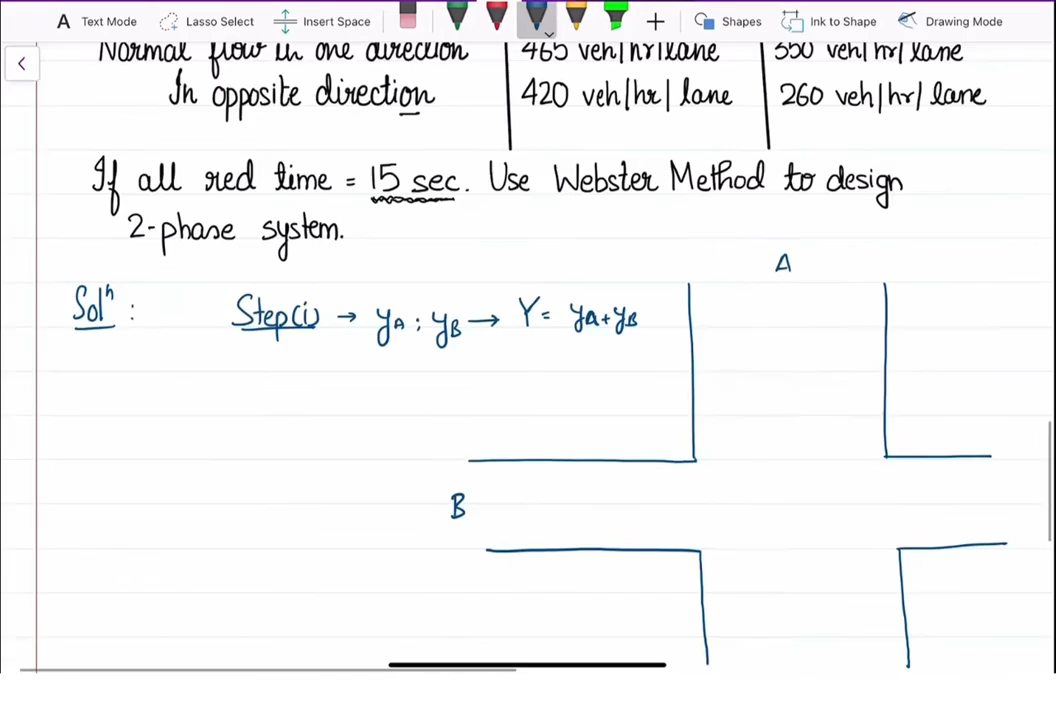 A Text Mode Lasso Select Insert Space Shapes Ink to Shape Drawing Mode
Normal flow in one direction 465 veh/hr/lane 350 veh/hr/lane
In opposite direction 420 veh/hr/lane 260 veh/hr/lane
If all red time = 15 sec. Use Webster Method to design
2-phase system.
A
Solⁿ : Step(i) → yA ; yB → Y = yA + yB
B